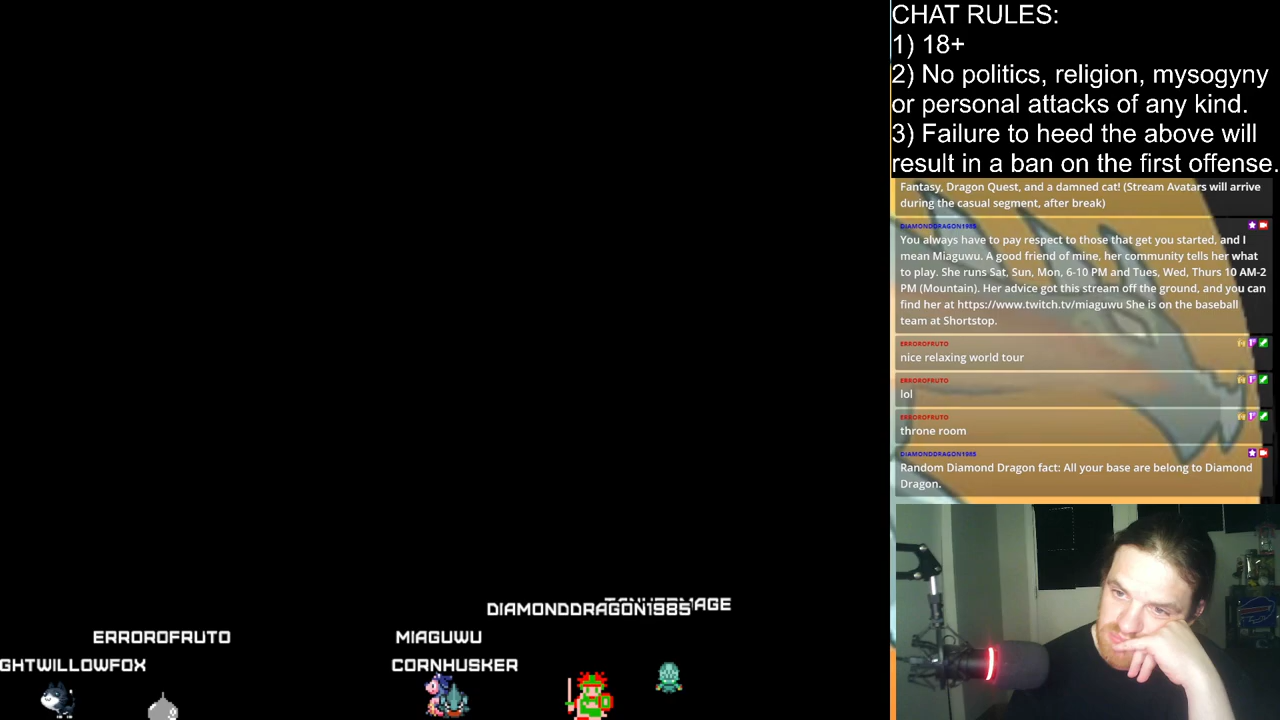 CHAT RULES:
1) 18+
2) No politics, religion, mysogyny
or personal attacks of any kind.
3) Failure to heed the above will
result in a ban on the first offense.
Fantasy, Dragon Quest, and a damned cat! (Stream Avatars will arrive
during the casual segment, after break)
DIAMONDDRAGON1985
You always have to pay respect to those that get you started, and I
mean Miaguwu. A good friend of mine, her community tells her what
to play. She runs Sat, Sun, Mon, 6-10 PM and Tues, Wed, Thurs 10 AM-2
PM (Mountain). Her advice got this stream off the ground, and you can
find her at https://www.twitch.tv/miaguwu She is on the baseball
team at Shortstop.
ERROROFRUTO
nice relaxing world tour
ERROROFRUTO
lol
ERROROFRUTO
throne room
DIAMONDDRAGON1985
Random Diamond Dragon fact: All your base are belong to Diamond
Dragon.
DIAMONDDRAGON1985
ERROROFRUTO
MIAGUWU
GHTWILLOWFOX
CORNHUSKER